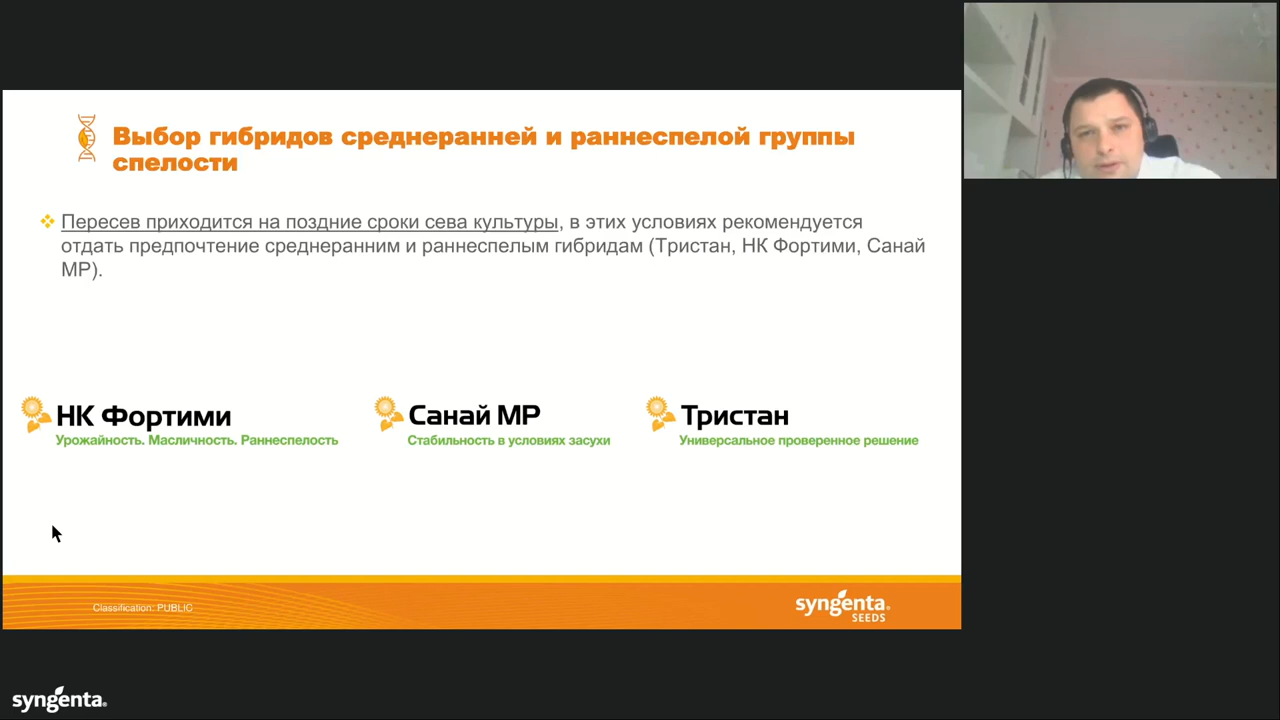 Выбор гибридов среднеранней и раннеспелой группы
спелости
Пересев приходится на поздние сроки сева культуры, в этих условиях рекомендуется
отдать предпочтение среднеранним и раннеспелым гибридам (Тристан, НК Фортими, Санай
МР).
НК Фортими
Урожайность. Масличность. Раннеспелость
Санай МР
Стабильность в условиях засухи
Тристан
Универсальное проверенное решение
Classification: PUBLIC
syngenta
SEEDS
syngenta